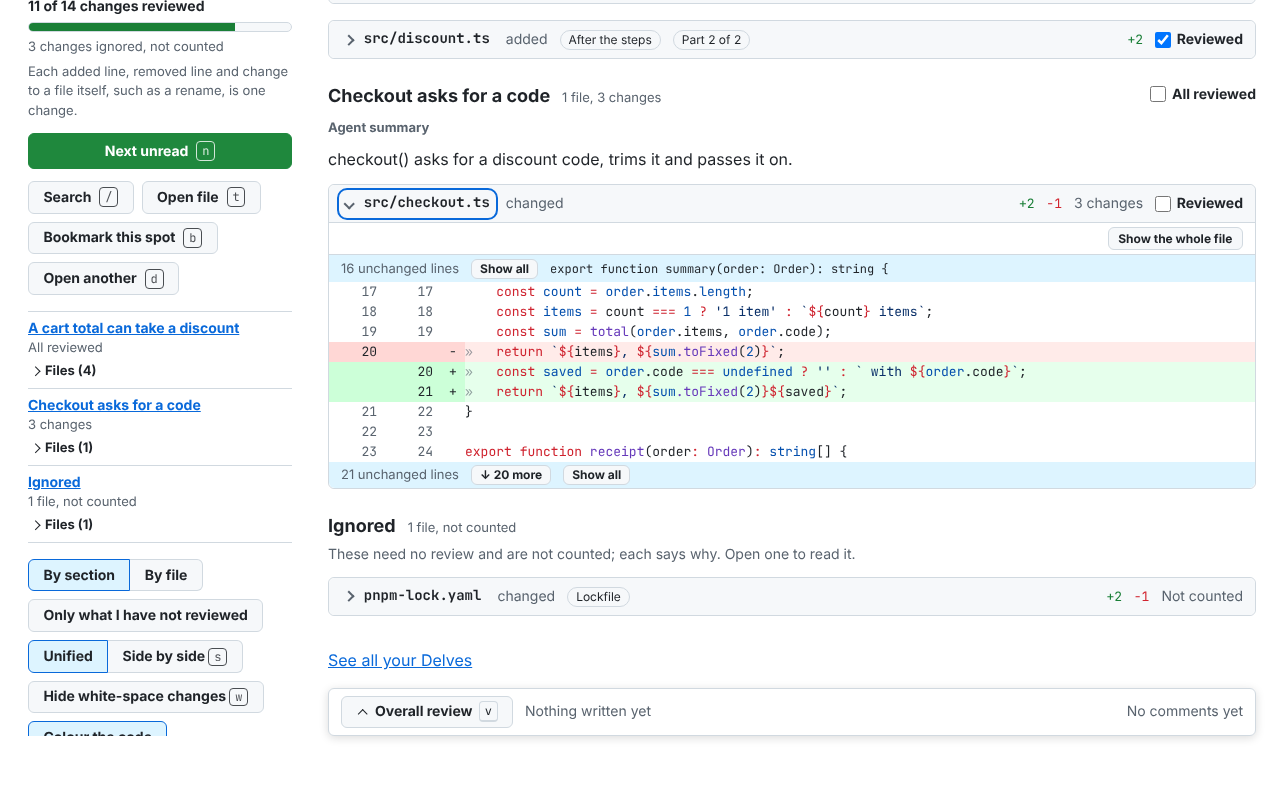 11 of 14 changes reviewed
3 changes ignored, not counted
Each added line, removed line and change
to a file itself, such as a rename, is one
change.
Next unread n
Search /
Open file t
Bookmark this spot b
Open another d
A cart total can take a discount
All reviewed
Files (4)
Checkout asks for a code
3 changes
Files (1)
Ignored
1 file, not counted
Files (1)
By section
By file
Only what I have not reviewed
Unified
Side by side s
Hide white-space changes w
Colour the code
src/discount.ts added After the steps Part 2 of 2 +2 Reviewed
Checkout asks for a code 1 file, 3 changes All reviewed
Agent summary
checkout() asks for a discount code, trims it and passes it on.
src/checkout.ts changed +2 -1 3 changes Reviewed
Show the whole file
16 unchanged lines Show all export function summary(order: Order): string {
17 17 const count = order.items.length;
18 18 const items = count === 1 ? '1 item' : `${count} items`;
19 19 const sum = total(order.items, order.code);
20 - » return `${items}, ${sum.toFixed(2)}`;
20 + » const saved = order.code === undefined ? '' : ` with ${order.code}`;
21 + » return `${items}, ${sum.toFixed(2)}${saved}`;
21 22 }
22 23
23 24 export function receipt(order: Order): string[] {
21 unchanged lines ↓ 20 more Show all
Ignored 1 file, not counted
These need no review and are not counted; each says why. Open one to read it.
pnpm-lock.yaml changed Lockfile +2 -1 Not counted
See all your Delves
Overall review v Nothing written yet No comments yet